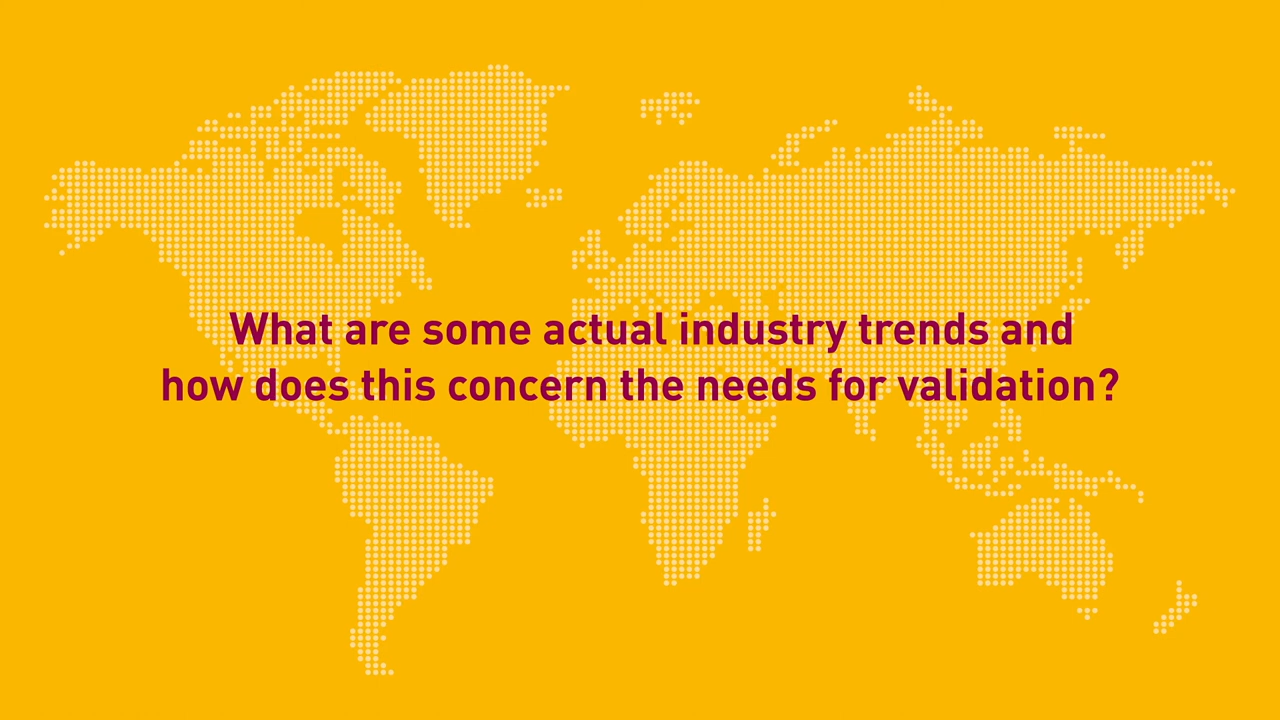 What are some actual industry trends and
how does this concern the needs for validation?